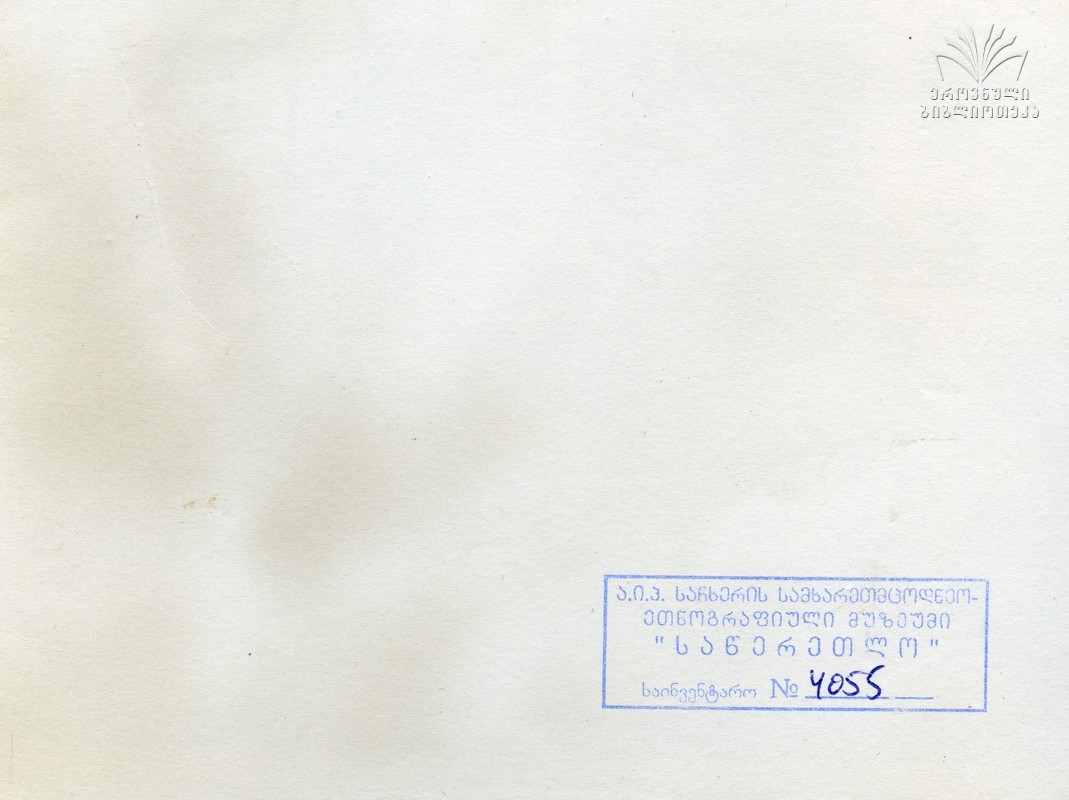 ეროვნული
ბიბლიოთეკა
ა.ი.პ. საჩხერის სამხარეთმცოდნეო-
ეთნოგრაფიული მუზეუმი
"საწერეთლო"
საინვენტარო № 4055